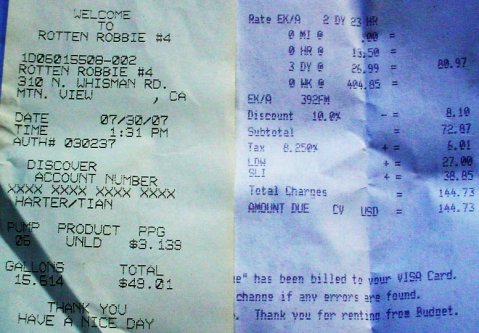 WELCOME
TO
ROTTEN ROBBIE #4
1D06015508-002
ROTTEN ROBBIE #4
310 N. WHISMAN RD.
MTN. VIEW , CA
DATE 07/30/07
TIME 1:31 PM
AUTH# 030237
DISCOVER
ACCOUNT NUMBER
XXXX XXXX XXXX XXXX
HARTER/TIAN
PUMP PRODUCT PPG
05 UNLD $3.139
GALLONS TOTAL
15.614 $49.01
THANK YOU
HAVE A NICE DAY
Rate EK/A 2 DY 23 HR
0 MI @ .00 =
0 HR @ 13.50 =
3 DY @ 26.99 = 80.97
0 WK @ 404.85 =
EK/A 392FM
Discount 10.0% - = 8.10
Subtotal = 72.87
Tax 8.250% + = 6.01
LDW + = 27.00
SLI + = 38.85
Total Charges = 144.73
AMOUNT DUE CV USD = 144.73
e" has been billed to your VISA Card.
change if any errors are found.
Thank you for renting from Budget.